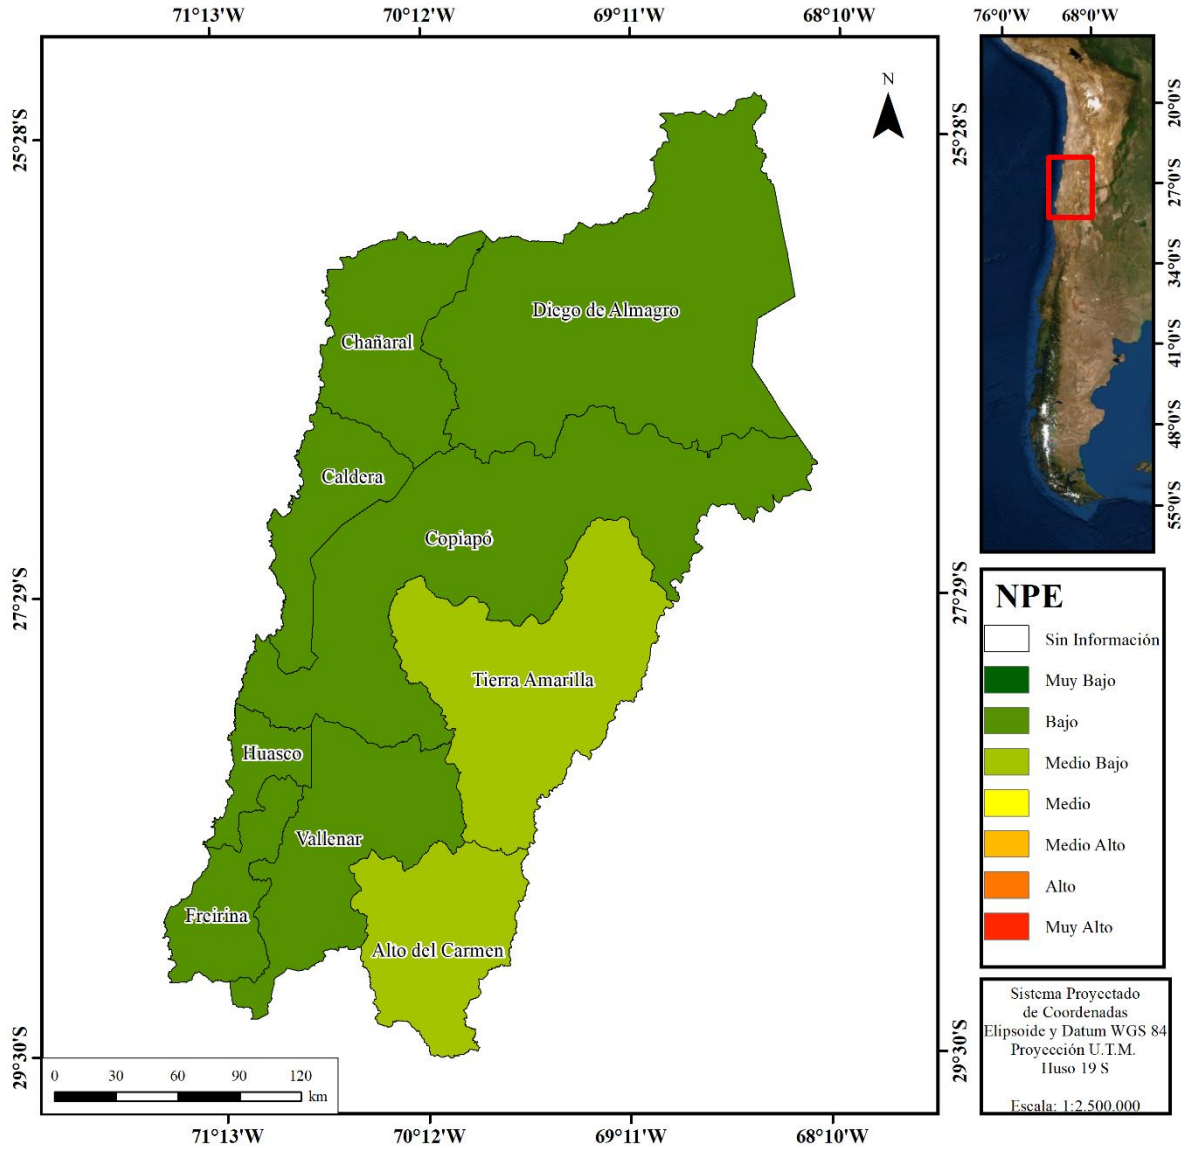 71°13'W 70°12'W 69°11'W 68°10'W
76°0'W 68°0'W
N
25°28'S
25°28'S
20°0'S
27°0'S
34°0'S
41°0'S
48°0'S
55°0'S
Diego de Almagro
Chañaral
Caldera
Copiapó
27°29'S
27°29'S
Tierra Amarilla
Huasco
Vallenar
Freirina
Alto del Carmen
29°30'S
29°30'S
NPE
Sin Información
Muy Bajo
Bajo
Medio Bajo
Medio
Medio Alto
Alto
Muy Alto
Sistema Proyectado
de Coordenadas
Elipsoide y Datum WGS 84
Proyección U.T.M.
Huso 19 S
Escala: 1:2.500.000
0 30 60 90 120
km
71°13'W 70°12'W 69°11'W 68°10'W